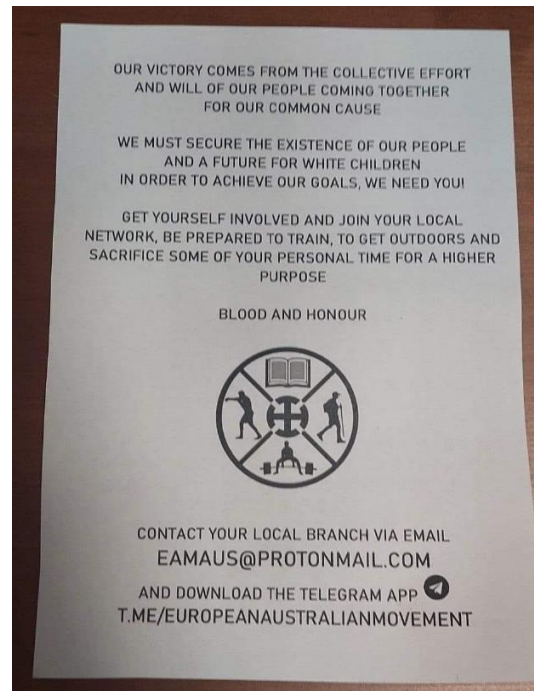 OUR VICTORY COMES FROM THE COLLECTIVE EFFORT
AND WILL OF OUR PEOPLE COMING TOGETHER
FOR OUR COMMON CAUSE
WE MUST SECURE THE EXISTENCE OF OUR PEOPLE
AND A FUTURE FOR WHITE CHILDREN
IN ORDER TO ACHIEVE OUR GOALS, WE NEED YOU!
GET YOURSELF INVOLVED AND JOIN YOUR LOCAL
NETWORK, BE PREPARED TO TRAIN, TO GET OUTDOORS AND
SACRIFICE SOME OF YOUR PERSONAL TIME FOR A HIGHER
PURPOSE
BLOOD AND HONOUR
CONTACT YOUR LOCAL BRANCH VIA EMAIL
EAMAUS@PROTONMAIL.COM
AND DOWNLOAD THE TELEGRAM APP
T.ME/EUROPEANAUSTRALIANMOVEMENT